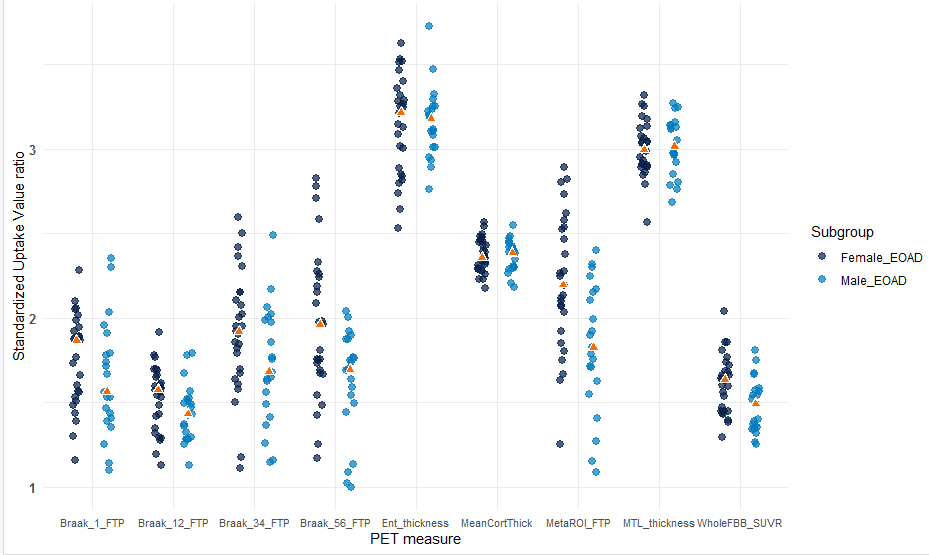 Standardized Uptake Value ratio
3
2
1
Braak_1_FTP Braak_12_FTP Braak_34_FTP Braak_56_FTP Ent_thickness MeanCortThick MetaROI_FTP MTL_thickness WholeFBB_SUVR
PET measure
Subgroup
Female_EOAD
Male_EOAD